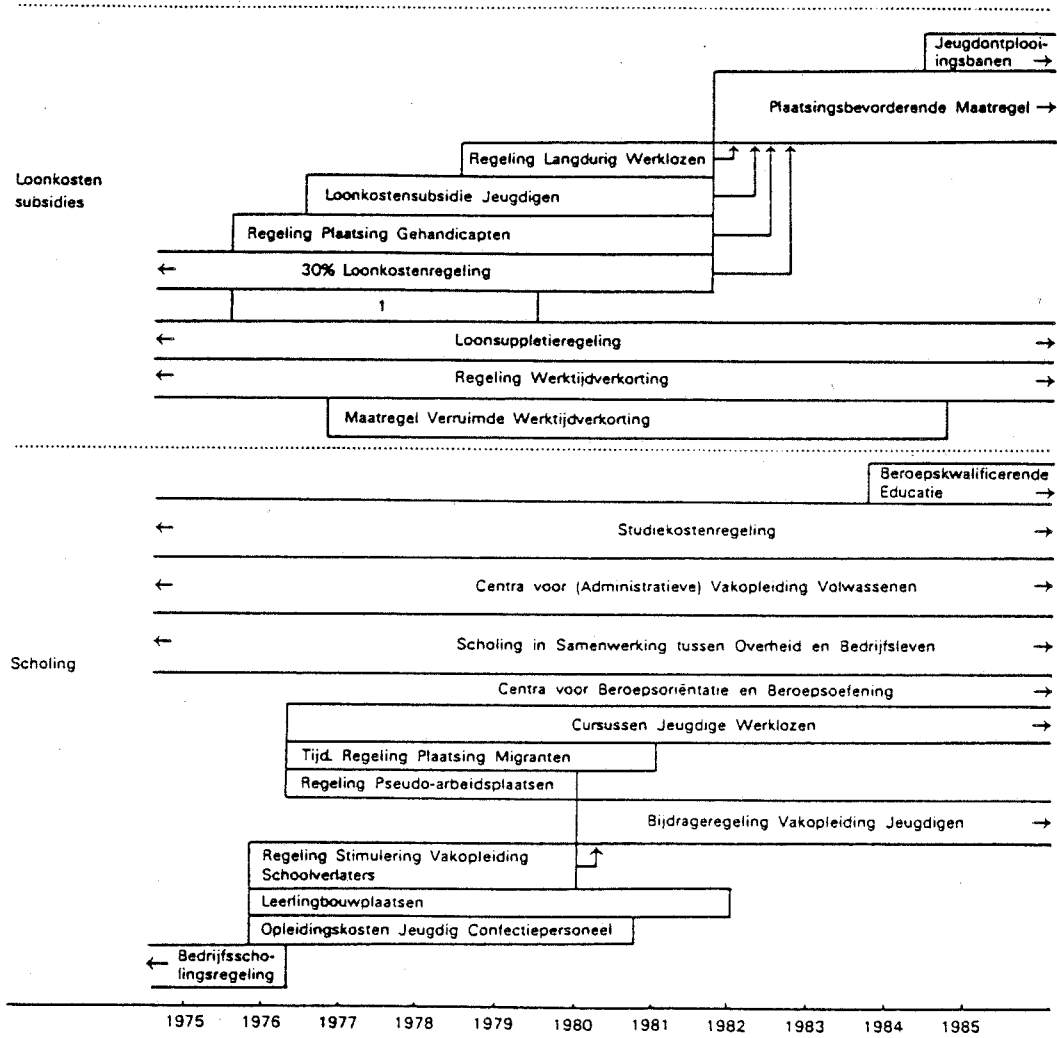 Jeugdontplooi-
ingsbanen →
Plaatsingsbevorderende Maatregel →
Regeling Langdurig Werklozen
Loonkosten
subsidies
Loonkostensubsidie Jeugdigen
Regeling Plaatsing Gehandicapten
← 30% Loonkostenregeling
1
← Loonsuppletieregeling →
← Regeling Werktijdverkorting →
Maatregel Verruimde Werktijdverkorting
Beroepskwalificerende
Educatie →
← Studiekostenregeling →
← Centra voor (Administratieve) Vakopleiding Volwassenen →
← Scholing in Samenwerking tussen Overheid en Bedrijfsleven →
Scholing
Centra voor Beroepsoriëntatie en Beroepsoefening →
Cursussen Jeugdige Werklozen →
Tijd. Regeling Plaatsing Migranten
Regeling Pseudo-arbeidsplaatsen
Bijdrageregeling Vakopleiding Jeugdigen →
Regeling Stimulering Vakopleiding
Schoolverlaters
Leerlingbouwplaatsen
Opleidingskosten Jeugdig Confectiepersoneel
← Bedrijfsscho-
lingsregeling
1975 1976 1977 1978 1979 1980 1981 1982 1983 1984 1985